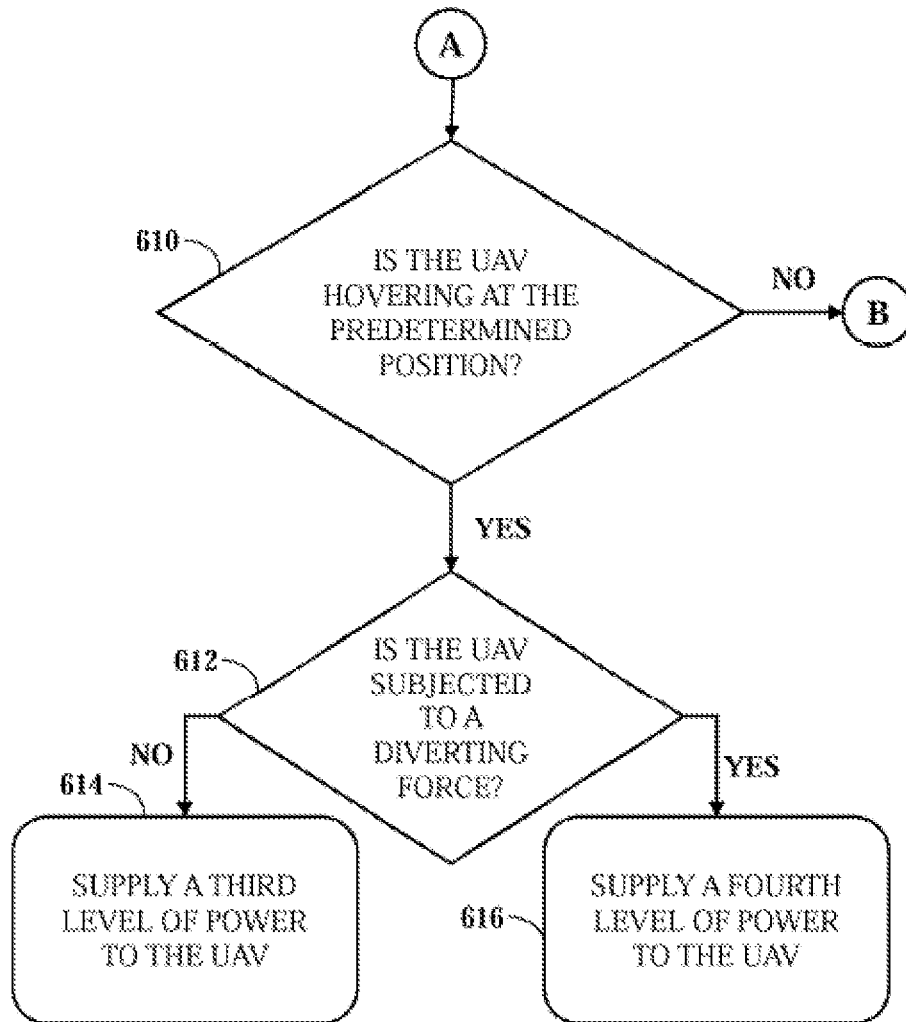 A
610
IS THE UAV
HOVERING AT THE
PREDETERMINED
POSITION?
NO
B
YES
612
IS THE UAV
SUBJECTED
TO A
DIVERTING
FORCE?
NO
YES
614
SUPPLY A THIRD
LEVEL OF POWER
TO THE UAV
616
SUPPLY A FOURTH
LEVEL OF POWER
TO THE UAV